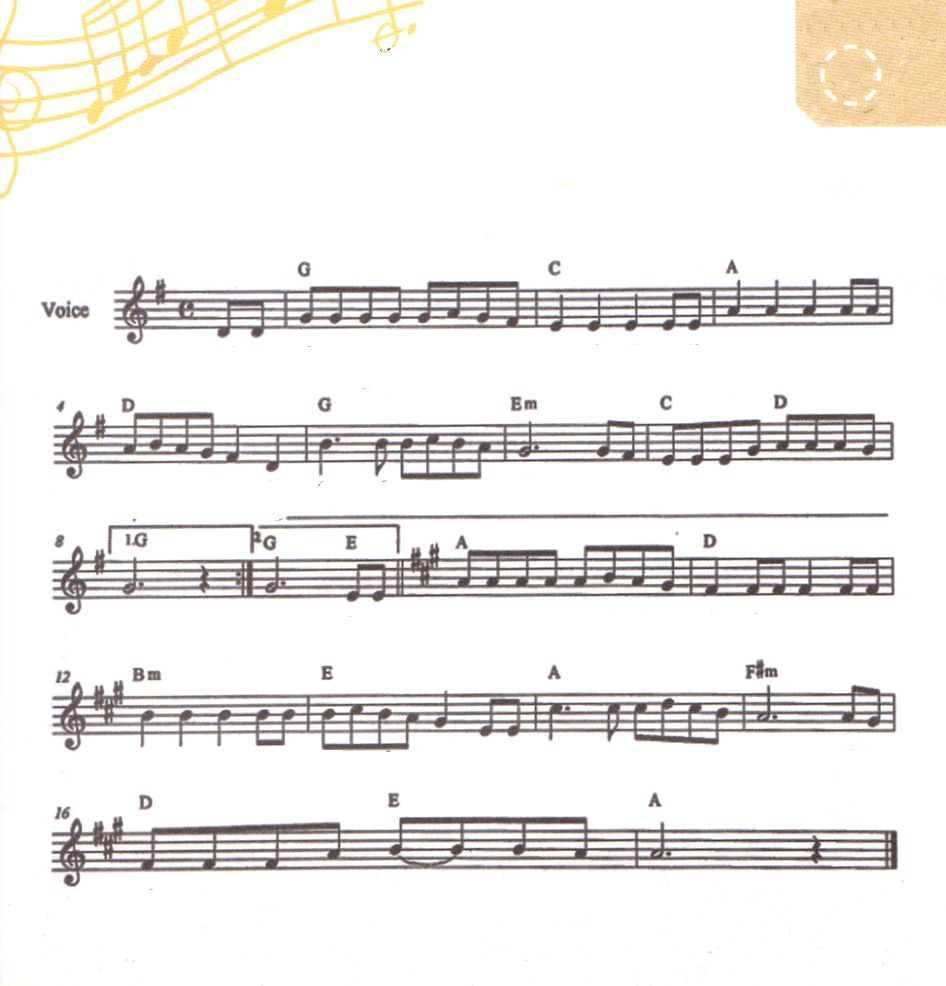 G C A
Voice
4 D G Em C D
8 1.G 2.G E A D
12 Bm E A F#m
16 D E A